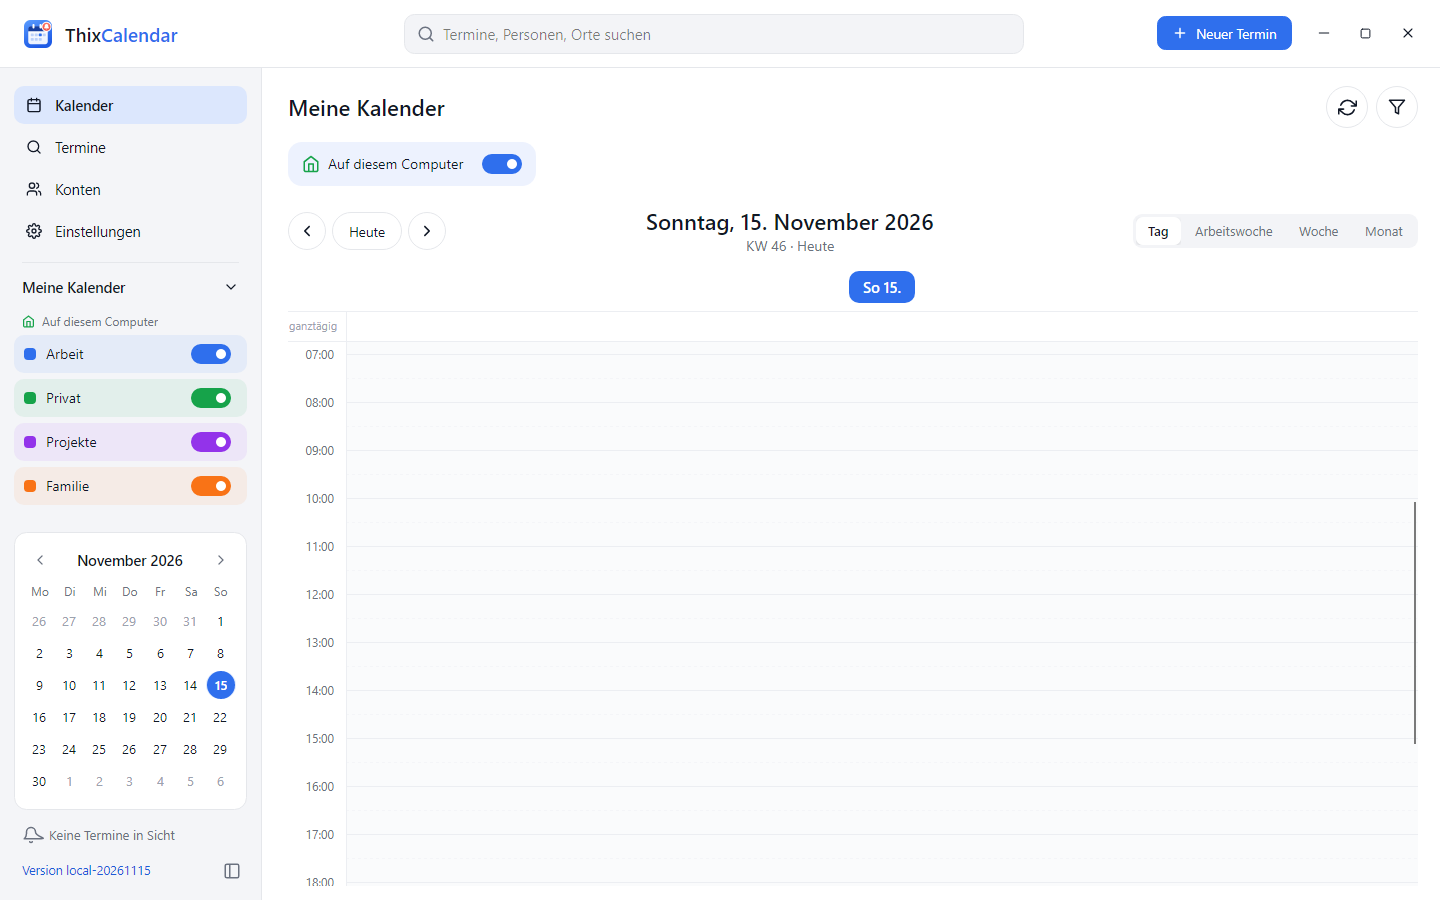 ThixCalendar
Termine, Personen, Orte suchen
Neuer Termin
Kalender
Termine
Konten
Einstellungen
Meine Kalender
Auf diesem Computer
Arbeit
Privat
Projekte
Familie
November 2026
Mo Di Mi Do Fr Sa So
26 27 28 29 30 31 1
2 3 4 5 6 7 8
9 10 11 12 13 14 15
16 17 18 19 20 21 22
23 24 25 26 27 28 29
30 1 2 3 4 5 6
Keine Termine in Sicht
Version local-20261115
Meine Kalender
Auf diesem Computer
Heute
Sonntag, 15. November 2026
KW 46 · Heute
Tag Arbeitswoche Woche Monat
So 15.
ganztägig
07:00
08:00
09:00
10:00
11:00
12:00
13:00
14:00
15:00
16:00
17:00
18:00